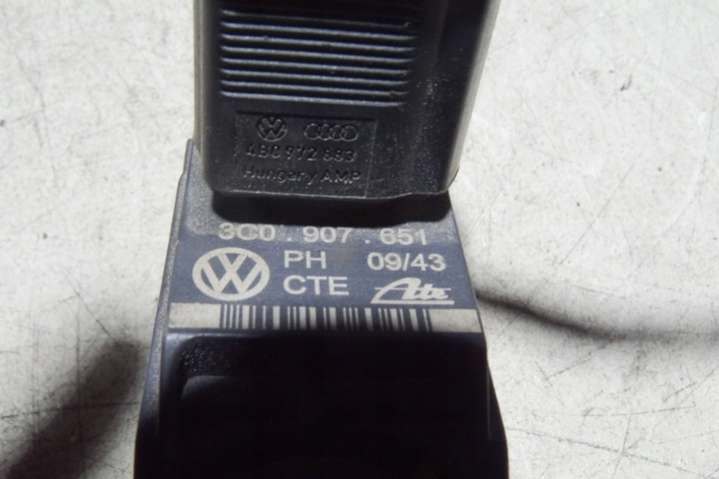 4B0 972 883
Hungary AMP
3C0 . 907 . 651
PH 09/43
CTE Ate